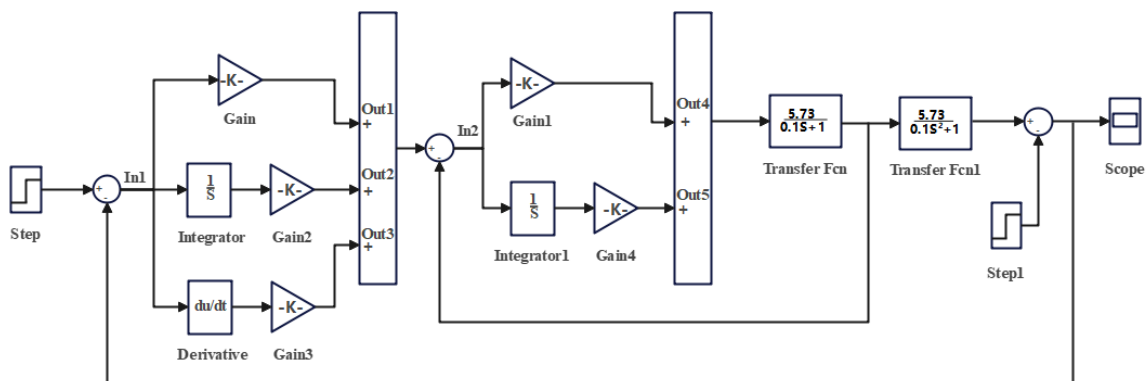 -K-
Gain
Out1
+
Out2
+
Out3
+
Step
+
-
In1
1
S
Integrator
-K-
Gain2
du/dt
Derivative
-K-
Gain3
+
-
In2
-K-
Gain1
1
S
Integrator1
-K-
Gain4
Out4
+
Out5
+
5.73
0.1S+1
Transfer Fcn
5.73
0.1S²+1
Transfer Fcn1
+
-
Scope
Step1